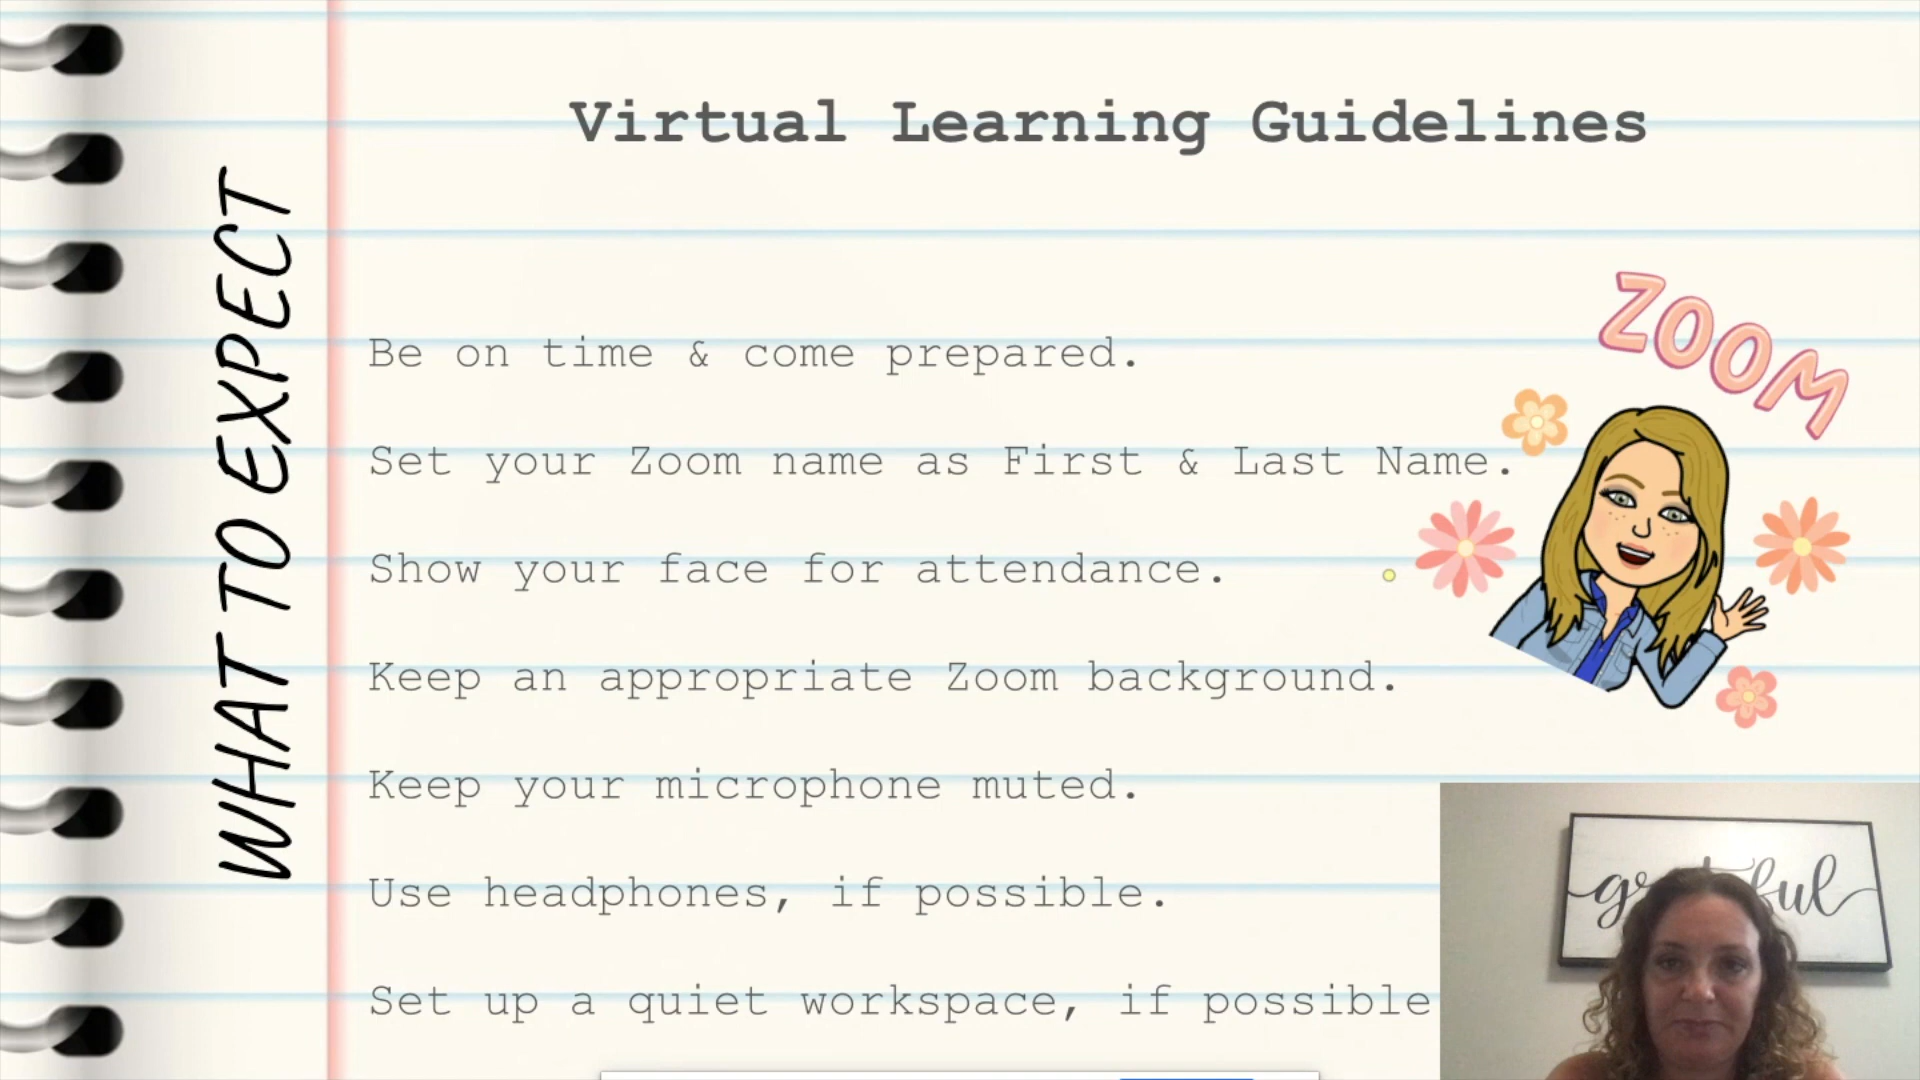 Virtual Learning Guidelines
WHAT TO EXPECT
Be on time & come prepared.
Set your Zoom name as First & Last Name.
Show your face for attendance.
Keep an appropriate Zoom background.
Keep your microphone muted.
Use headphones, if possible.
Set up a quiet workspace, if possible
ZOOM
grateful